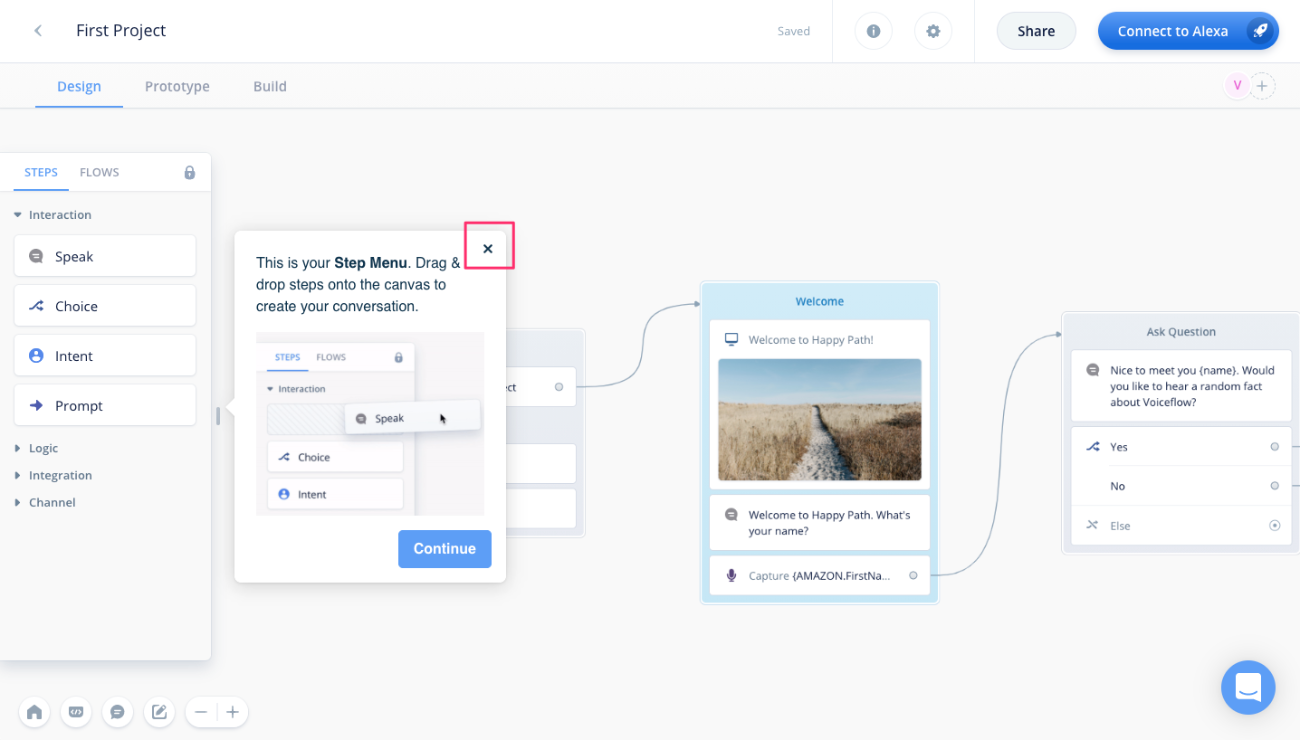 First Project
Saved
Share
Connect to Alexa
Design
Prototype
Build
V
STEPS
FLOWS
Interaction
Speak
Choice
Intent
Prompt
Logic
Integration
Channel
This is your Step Menu. Drag &
drop steps onto the canvas to
create your conversation.
STEPS
FLOWS
Interaction
Speak
Choice
Intent
Continue
Welcome
Welcome to Happy Path!
Welcome to Happy Path. What's
your name?
Capture {AMAZON.FirstNa...
Ask Question
Nice to meet you {name}. Would
you like to hear a random fact
about Voiceflow?
Yes
No
Else